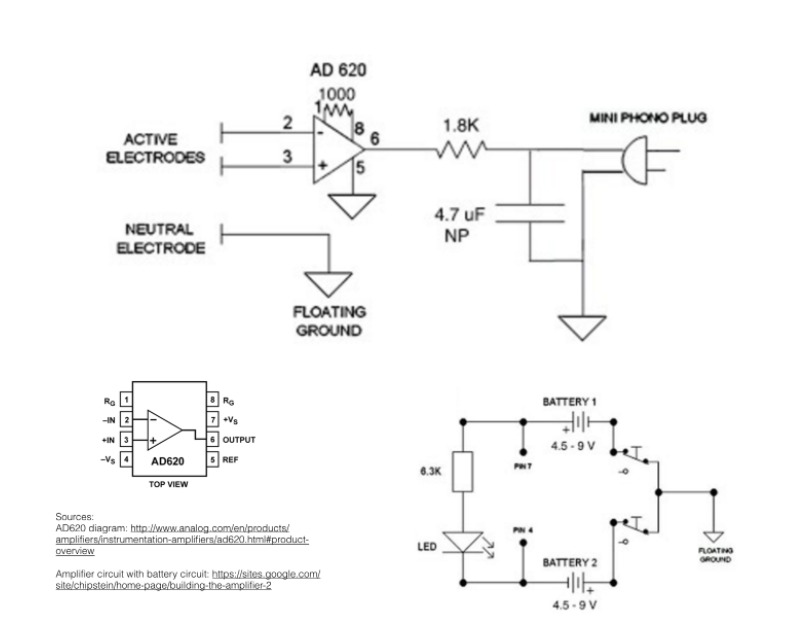 AD 620
1000
1
8
2
6
3
5
ACTIVE
ELECTRODES
-
+
1.8K
MINI PHONO PLUG
4.7 uF
NP
NEUTRAL
ELECTRODE
FLOATING
GROUND
RG 1
8 RG
–IN 2
7 +VS
+IN 3
6 OUTPUT
–VS 4
5 REF
−
+
AD620
TOP VIEW
BATTERY 1
+
4.5 - 9 V
PIN 7
6.3K
LED
PIN 4
BATTERY 2
+
4.5 - 9 V
FLOATING
GROUND
Sources:
AD620 diagram: http://www.analog.com/en/products/
amplifiers/instrumentation-amplifiers/ad620.html#product-
overview
Amplifier circuit with battery circuit: https://sites.google.com/
site/chipstein/home-page/building-the-amplifier-2